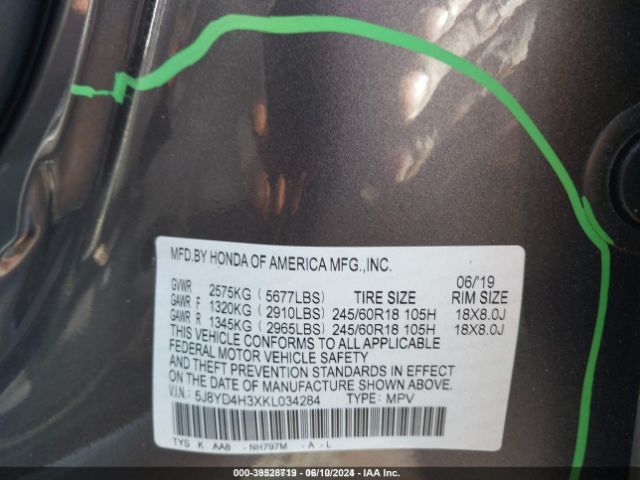 MFD.BY HONDA OF AMERICA MFG.,INC.
06/'19
GVWR 2575KG ( 5677LBS) TIRE SIZE RIM SIZE
GAWR F 1320KG ( 2910LBS) 245/60R18 105H 18X8.0J
GAWR R 1345KG ( 2965LBS) 245/60R18 105H 18X8.0J
THIS VEHICLE CONFORMS TO ALL APPLICABLE
FEDERAL MOTOR VEHICLE SAFETY
AND THEFT PREVENTION STANDARDS IN EFFECT
ON THE DATE OF MANUFACTURE SHOWN ABOVE.
V.I.N.: 5J8YD4H3XKL034284 TYPE: MPV
TYS K AA8 - NH797M - A - L
000-39528719 - 06/10/2024 - IAA Inc.